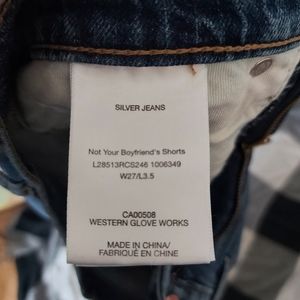 SILVER JEANS
Not Your Boyfriend's Shorts
L28513RCS246 1006349
W27/L3.5
CA00508
WESTERN GLOVE WORKS
MADE IN CHINA/
FABRIQUÉ EN CHINE